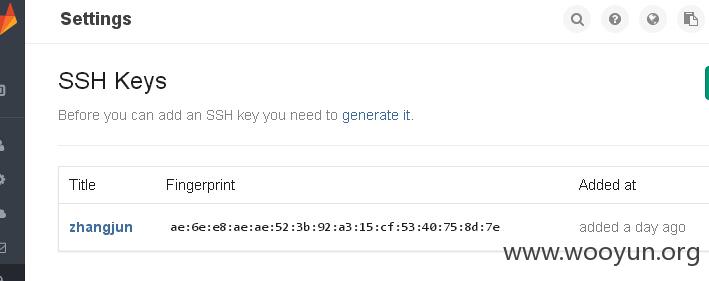 Settings
SSH Keys
Before you can add an SSH key you need to generate it.
Title Fingerprint Added at
zhangjun ae:6e:e8:ae:ae:52:3b:92:a3:15:cf:53:40:75:8d:7e added a day ago
www.wooyun.org